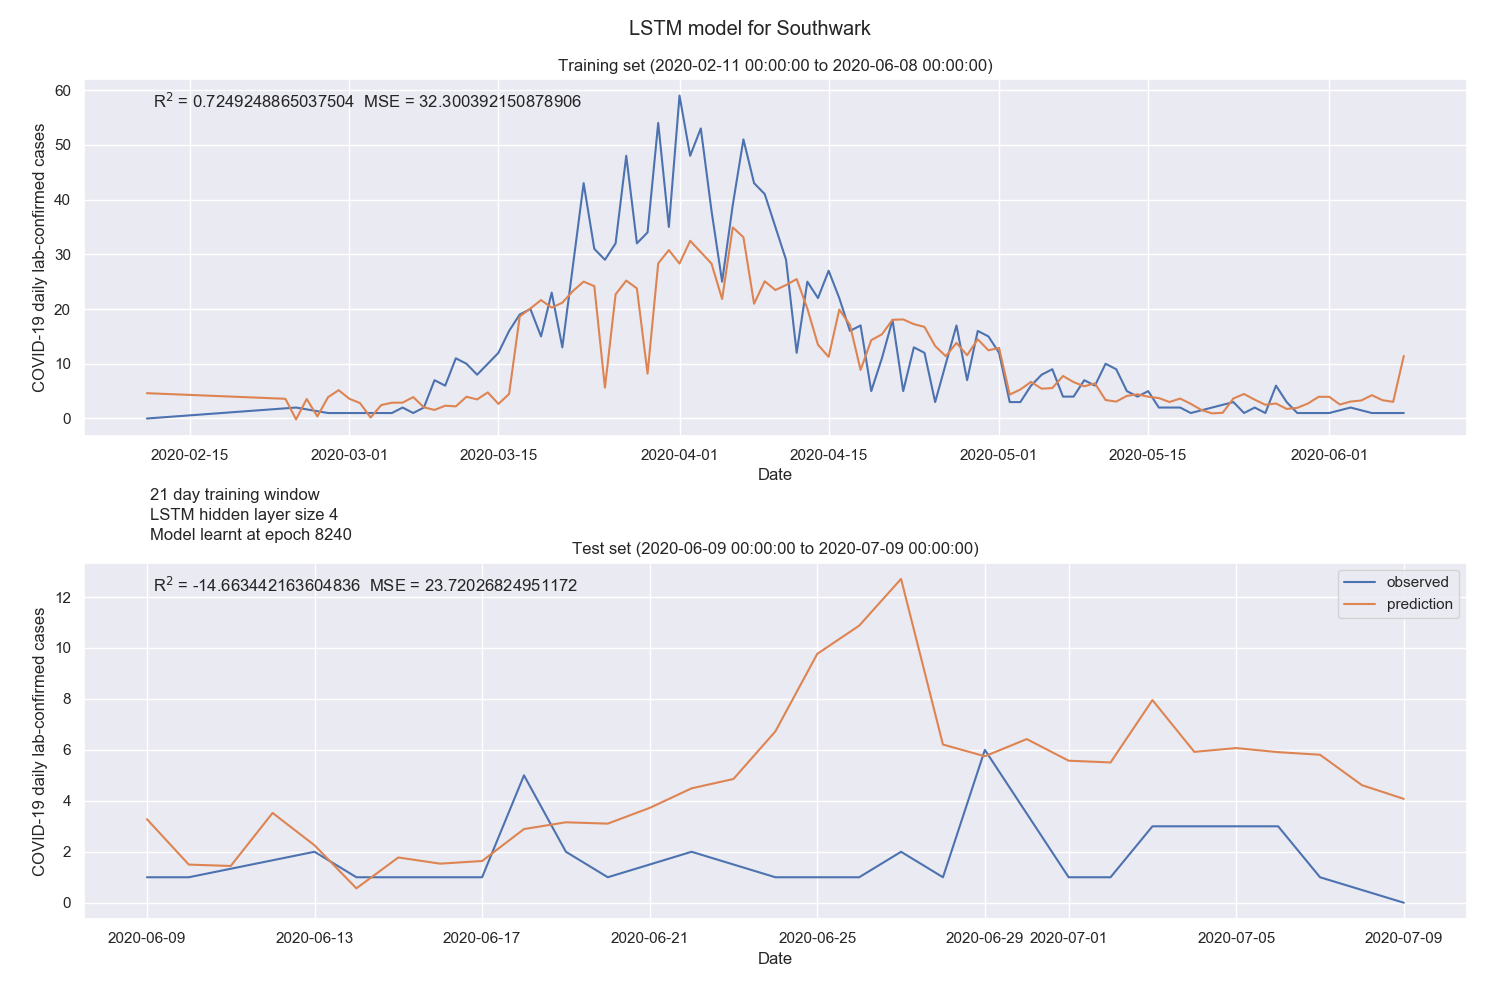 LSTM model for Southwark
Training set (2020-02-11 00:00:00 to 2020-06-08 00:00:00)
R² = 0.7249248865037504 MSE = 32.300392150878906
COVID-19 daily lab-confirmed cases
60
50
40
30
20
10
0
2020-02-15 2020-03-01 2020-03-15 2020-04-01 2020-04-15 2020-05-01 2020-05-15 2020-06-01
Date
21 day training window
LSTM hidden layer size 4
Model learnt at epoch 8240
Test set (2020-06-09 00:00:00 to 2020-07-09 00:00:00)
R² = -14.663442163604836 MSE = 23.72026824951172
observed
prediction
COVID-19 daily lab-confirmed cases
12
10
8
6
4
2
0
2020-06-09 2020-06-13 2020-06-17 2020-06-21 2020-06-25 2020-06-29 2020-07-01 2020-07-05 2020-07-09
Date